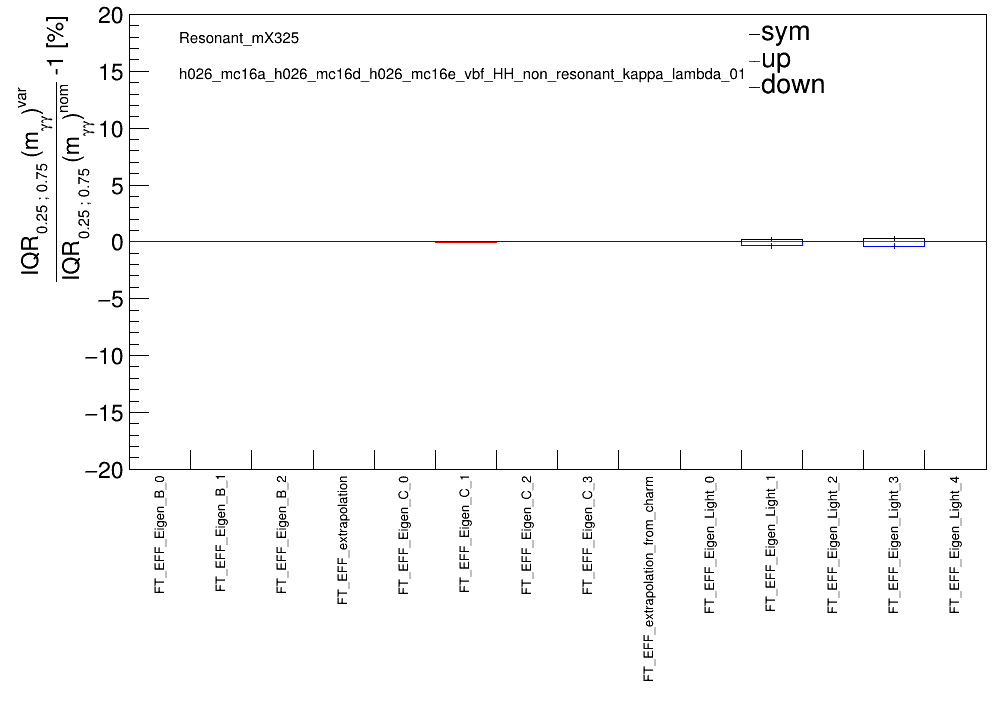 IQR0.25 ; 0.75 (mγγ)var
IQR0.25 ; 0.75 (mγγ)nom
-1 [%]
Resonant_mX325
h026_mc16a_h026_mc16d_h026_mc16e_vbf_HH_non_resonant_kappa_lambda_01
−sym
−up
−down
20
15
10
5
0
−5
−10
−15
−20
FT_EFF_Eigen_B_0
FT_EFF_Eigen_B_1
FT_EFF_Eigen_B_2
FT_EFF_extrapolation
FT_EFF_Eigen_C_0
FT_EFF_Eigen_C_1
FT_EFF_Eigen_C_2
FT_EFF_Eigen_C_3
FT_EFF_extrapolation_from_charm
FT_EFF_Eigen_Light_0
FT_EFF_Eigen_Light_1
FT_EFF_Eigen_Light_2
FT_EFF_Eigen_Light_3
FT_EFF_Eigen_Light_4